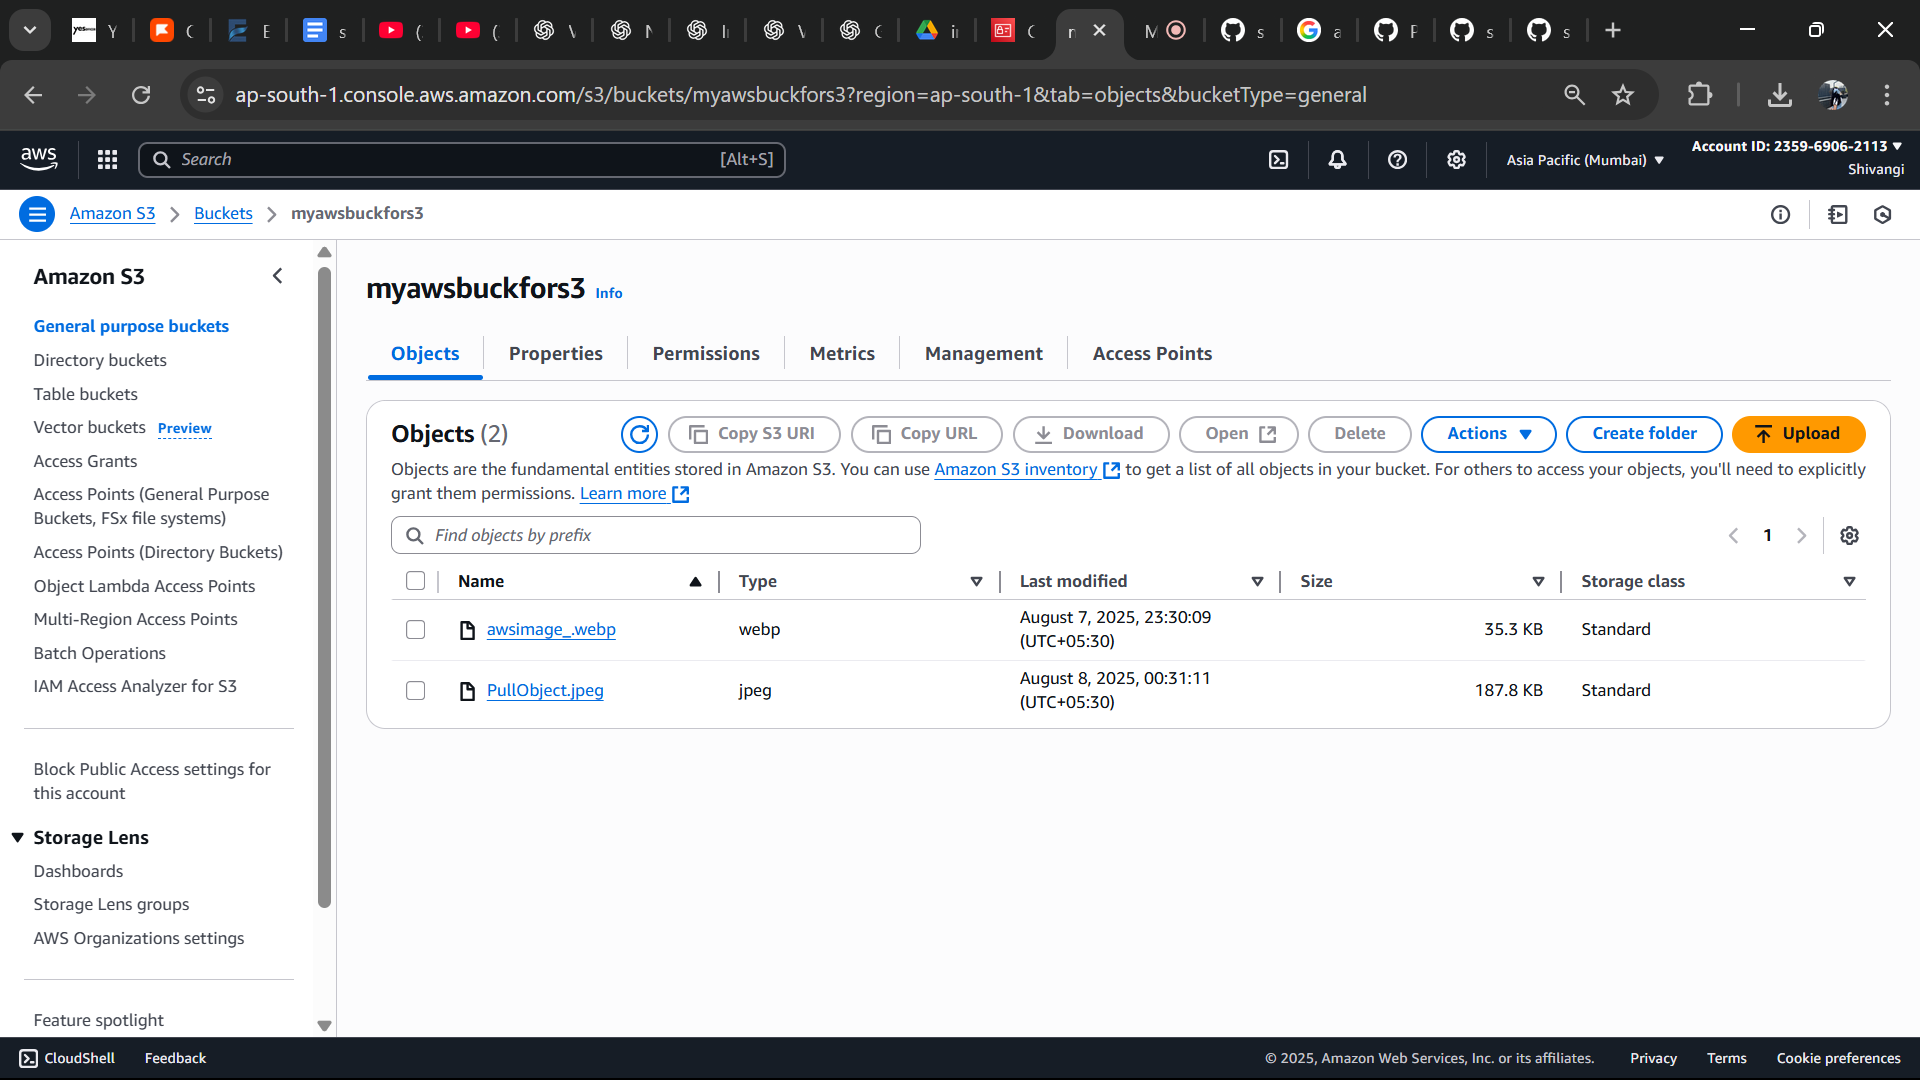 Y
C
E
s
(
(
V
N
I
V
C
ir
C
r
M
s
a
P
s
s
ap-south-1.console.aws.amazon.com/s3/buckets/myawsbuckfors3?region=ap-south-1&tab=objects&bucketType=general
aws
Search
[Alt+S]
Asia Pacific (Mumbai)
Account ID: 2359-6906-2113
Shivangi
Amazon S3
Buckets
myawsbuckfors3
Amazon S3
General purpose buckets
Directory buckets
Table buckets
Vector buckets Preview
Access Grants
Access Points (General Purpose
Buckets, FSx file systems)
Access Points (Directory Buckets)
Object Lambda Access Points
Multi-Region Access Points
Batch Operations
IAM Access Analyzer for S3
Block Public Access settings for
this account
Storage Lens
Dashboards
Storage Lens groups
AWS Organizations settings
Feature spotlight
myawsbuckfors3 Info
Objects
Properties
Permissions
Metrics
Management
Access Points
Objects (2)
Copy S3 URI
Copy URL
Download
Open
Delete
Actions
Create folder
Upload
Objects are the fundamental entities stored in Amazon S3. You can use Amazon S3 inventory to get a list of all objects in your bucket. For others to access your objects, you'll need to explicitly
grant them permissions. Learn more
Find objects by prefix
1
Name
Type
Last modified
Size
Storage class
awsimage_.webp
webp
August 7, 2025, 23:30:09
(UTC+05:30)
35.3 KB
Standard
PullObject.jpeg
jpeg
August 8, 2025, 00:31:11
(UTC+05:30)
187.8 KB
Standard
CloudShell
Feedback
© 2025, Amazon Web Services, Inc. or its affiliates.
Privacy
Terms
Cookie preferences